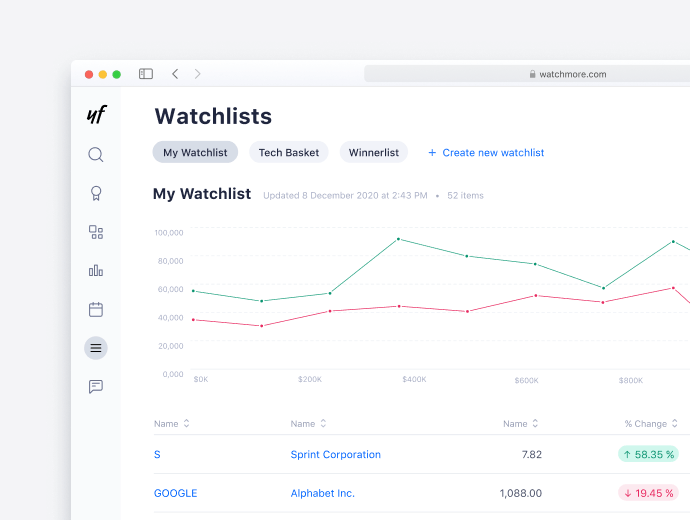 watchmore.com
yf
Watchlists
My Watchlist
Tech Basket
Winnerlist
+ Create new watchlist
My Watchlist
Updated 8 December 2020 at 2:43 PM • 52 items
100,000
80,000
60,000
40,000
20,000
0,000
$0K
$200K
$400K
$600K
$800K
Name
Name
Name
% Change
S
Sprint Corporation
7.82
↑ 58.35 %
GOOGLE
Alphabet Inc.
1,088.00
↓ 19.45 %